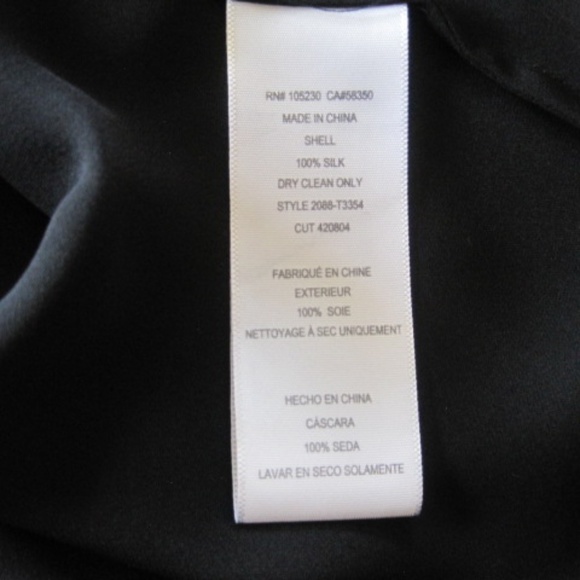 RN# 105230 CA#58350
MADE IN CHINA
SHELL
100% SILK
DRY CLEAN ONLY
STYLE 2088-T3354
CUT 420804
FABRIQUÉ EN CHINE
EXTERIEUR
100% SOIE
NETTOYAGE À SEC UNIQUEMENT
HECHO EN CHINA
CÁSCARA
100% SEDA
LAVAR EN SECO SOLAMENTE